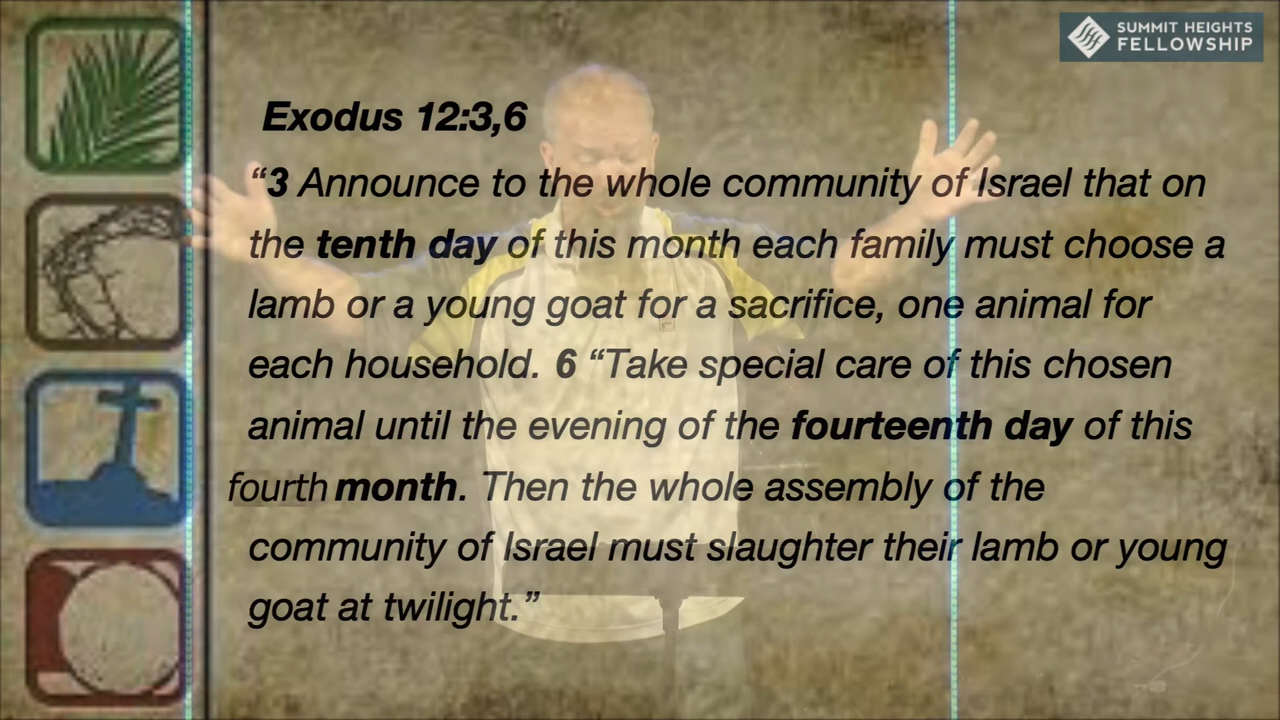 SUMMIT HEIGHTS
FELLOWSHIP
Exodus 12:3,6
“3 Announce to the whole community of Israel that on
the tenth day of this month each family must choose a
lamb or a young goat for a sacrifice, one animal for
each household. 6 “Take special care of this chosen
animal until the evening of the fourteenth day of this
fourth month. Then the whole assembly of the
community of Israel must slaughter their lamb or young
goat at twilight.”